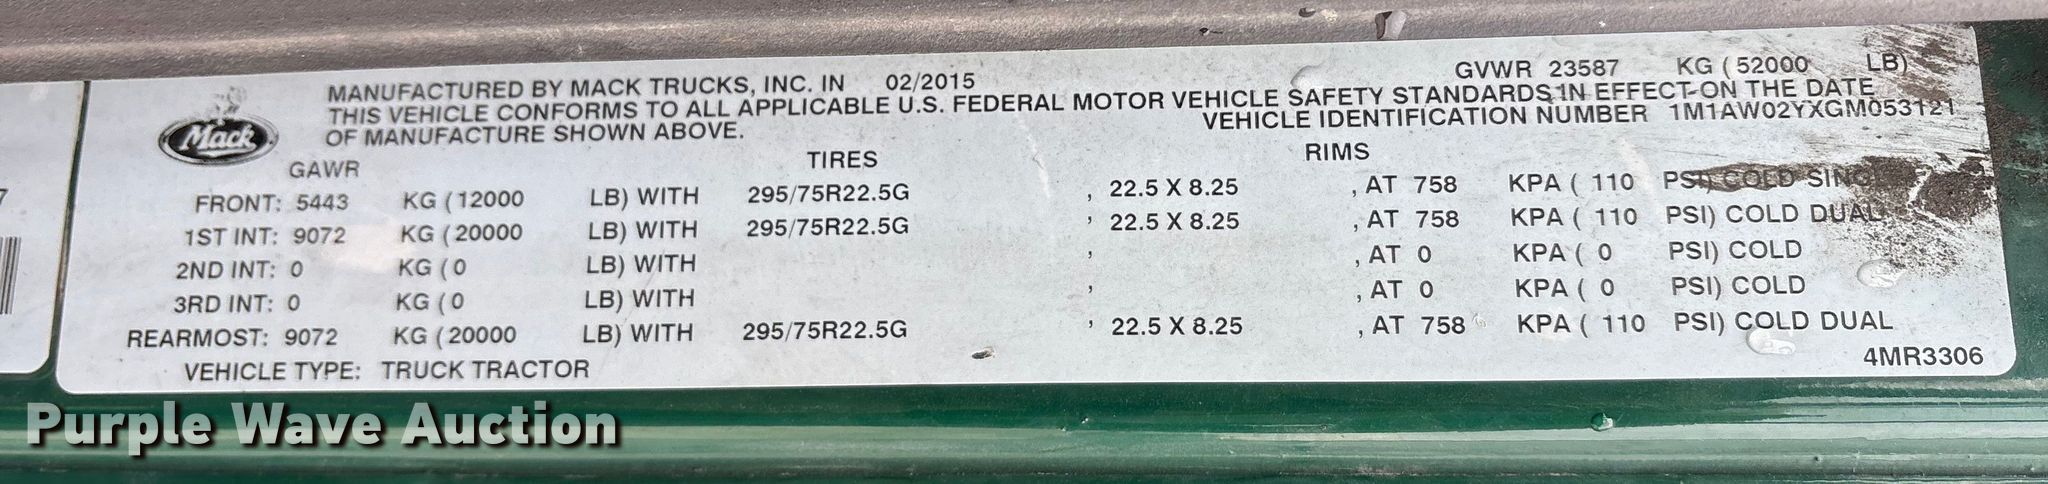 MANUFACTURED BY MACK TRUCKS, INC. IN 02/2015 GVWR 23587 KG ( 52000 LB)
THIS VEHICLE CONFORMS TO ALL APPLICABLE U.S. FEDERAL MOTOR VEHICLE SAFETY STANDARDS IN EFFECT ON THE DATE
OF MANUFACTURE SHOWN ABOVE. VEHICLE IDENTIFICATION NUMBER 1M1AW02YXGM053121
Mack
GAWR TIRES RIMS
FRONT: 5443 KG ( 12000 LB) WITH 295/75R22.5G , 22.5 X 8.25 , AT 758 KPA ( 110 PSI) COLD
1ST INT: 9072 KG ( 20000 LB) WITH 295/75R22.5G , 22.5 X 8.25 , AT 758 KPA ( 110 PSI) COLD DUAL
2ND INT: 0 KG ( 0 LB) WITH , , AT 0 KPA ( 0 PSI) COLD
3RD INT: 0 KG ( 0 LB) WITH , , AT 0 KPA ( 0 PSI) COLD
REARMOST: 9072 KG ( 20000 LB) WITH 295/75R22.5G , 22.5 X 8.25 , AT 758 KPA ( 110 PSI) COLD DUAL
VEHICLE TYPE: TRUCK TRACTOR 4MR3306
7
Purple Wave Auction